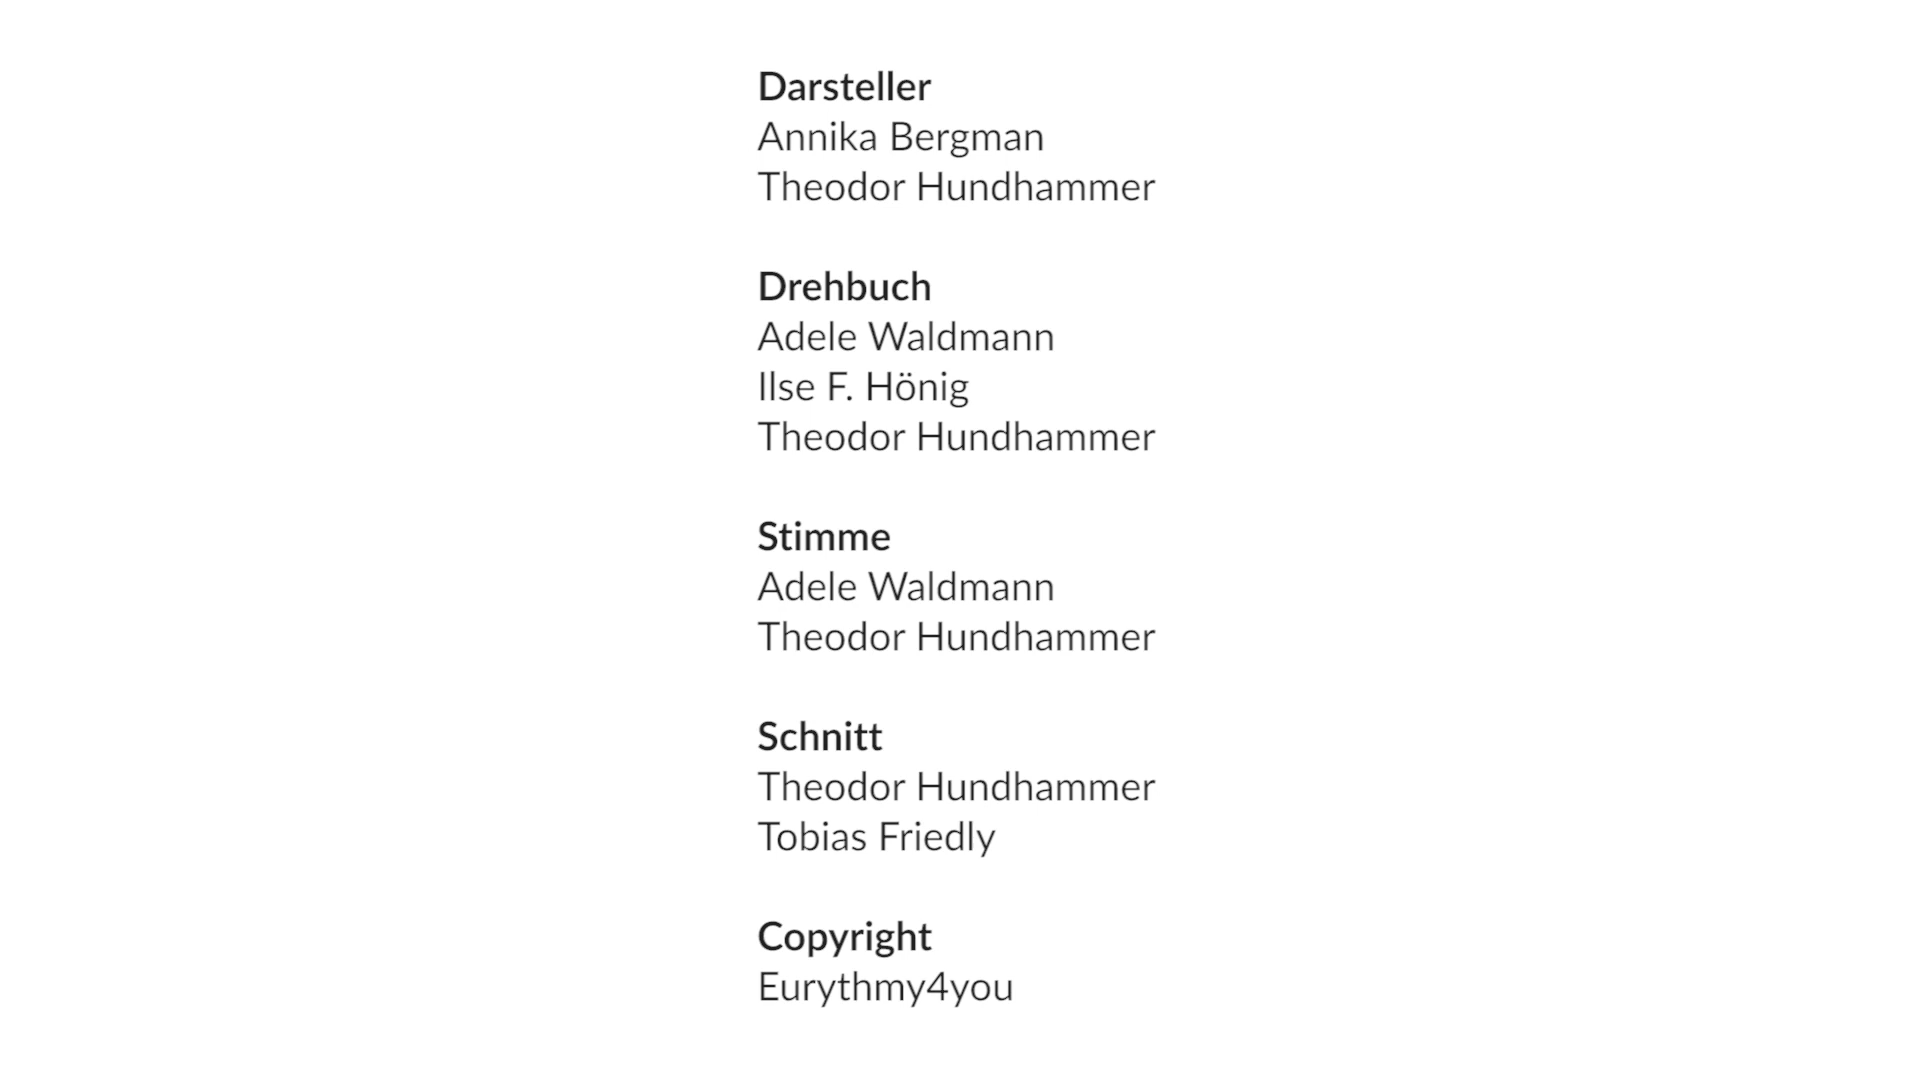 Darsteller
Annika Bergman
Theodor Hundhammer
Drehbuch
Adele Waldmann
Ilse F. Hönig
Theodor Hundhammer
Stimme
Adele Waldmann
Theodor Hundhammer
Schnitt
Theodor Hundhammer
Tobias Friedly
Copyright
Eurythmy4you